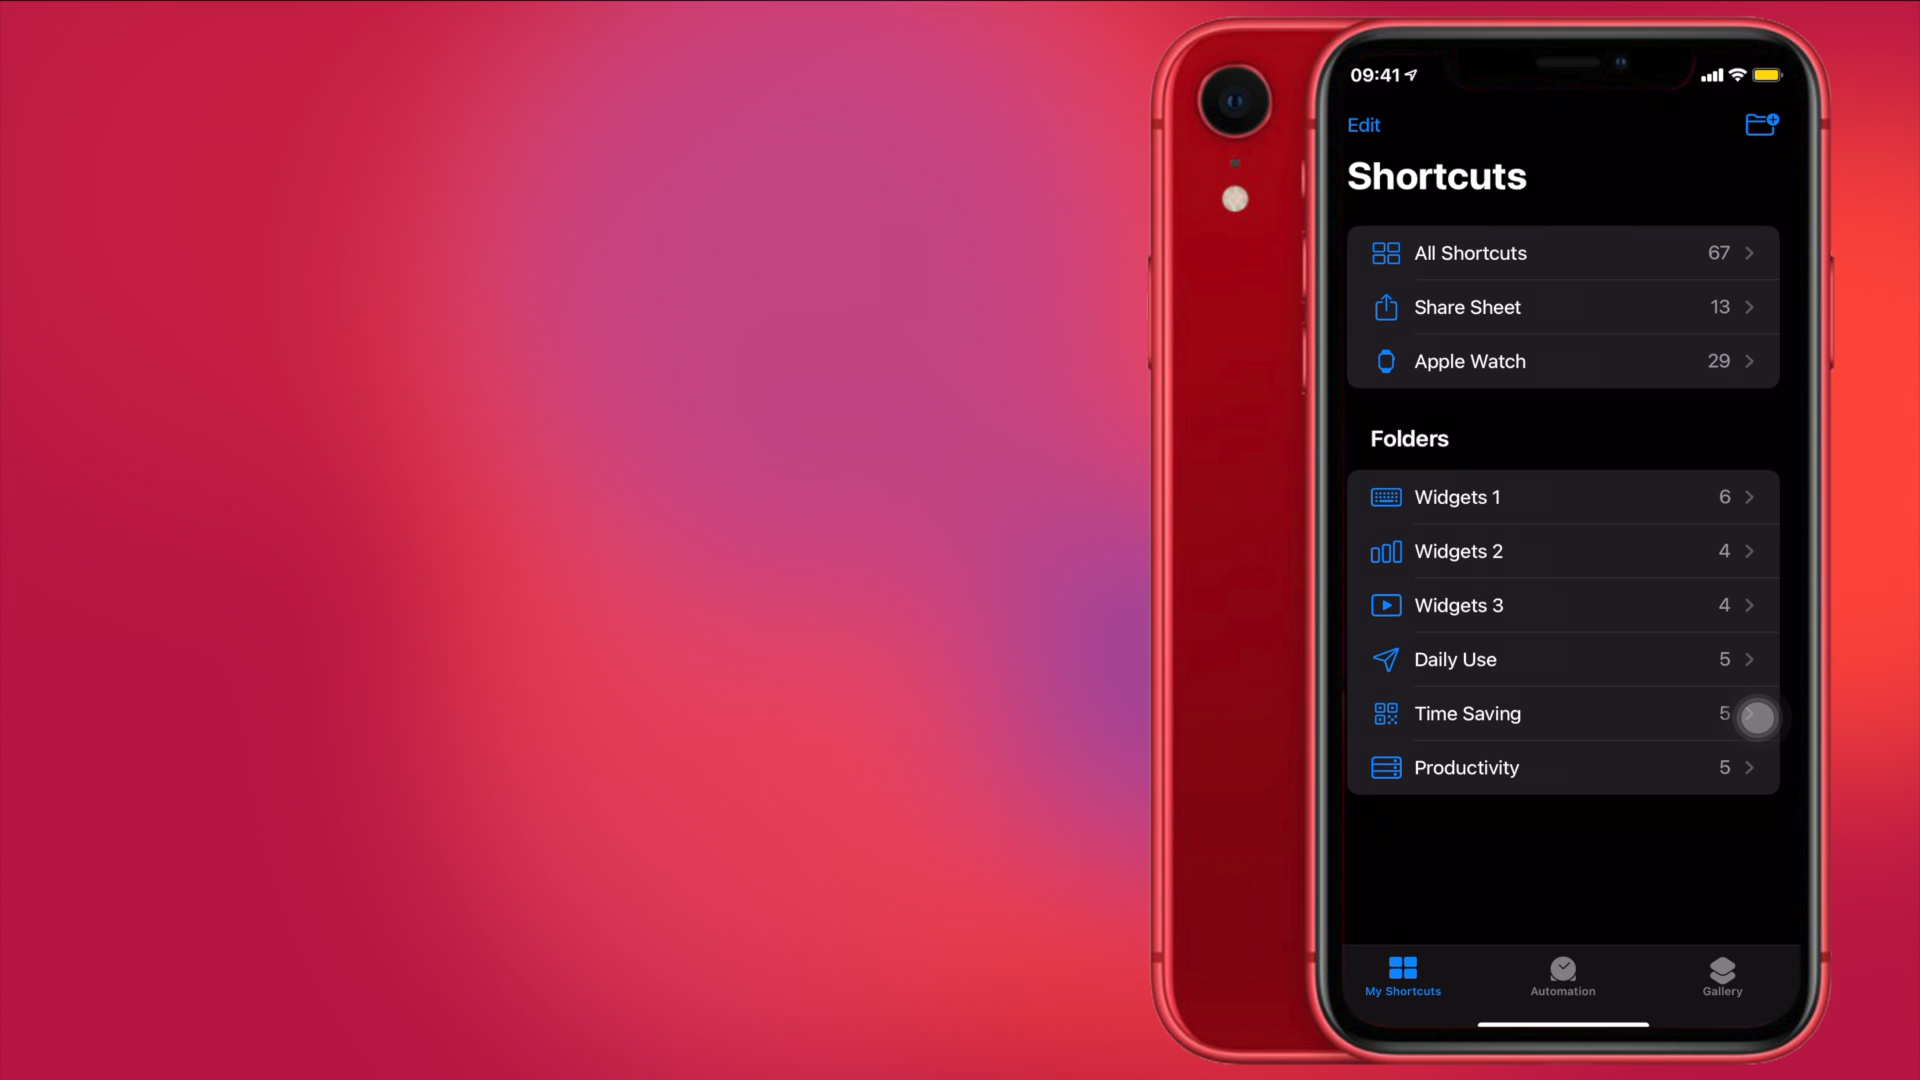 09:41
Edit
Shortcuts
All Shortcuts 67
Share Sheet 13
Apple Watch 29
Folders
Widgets 1 6
Widgets 2 4
Widgets 3 4
Daily Use 5
Time Saving 5
Productivity 5
My Shortcuts Automation Gallery